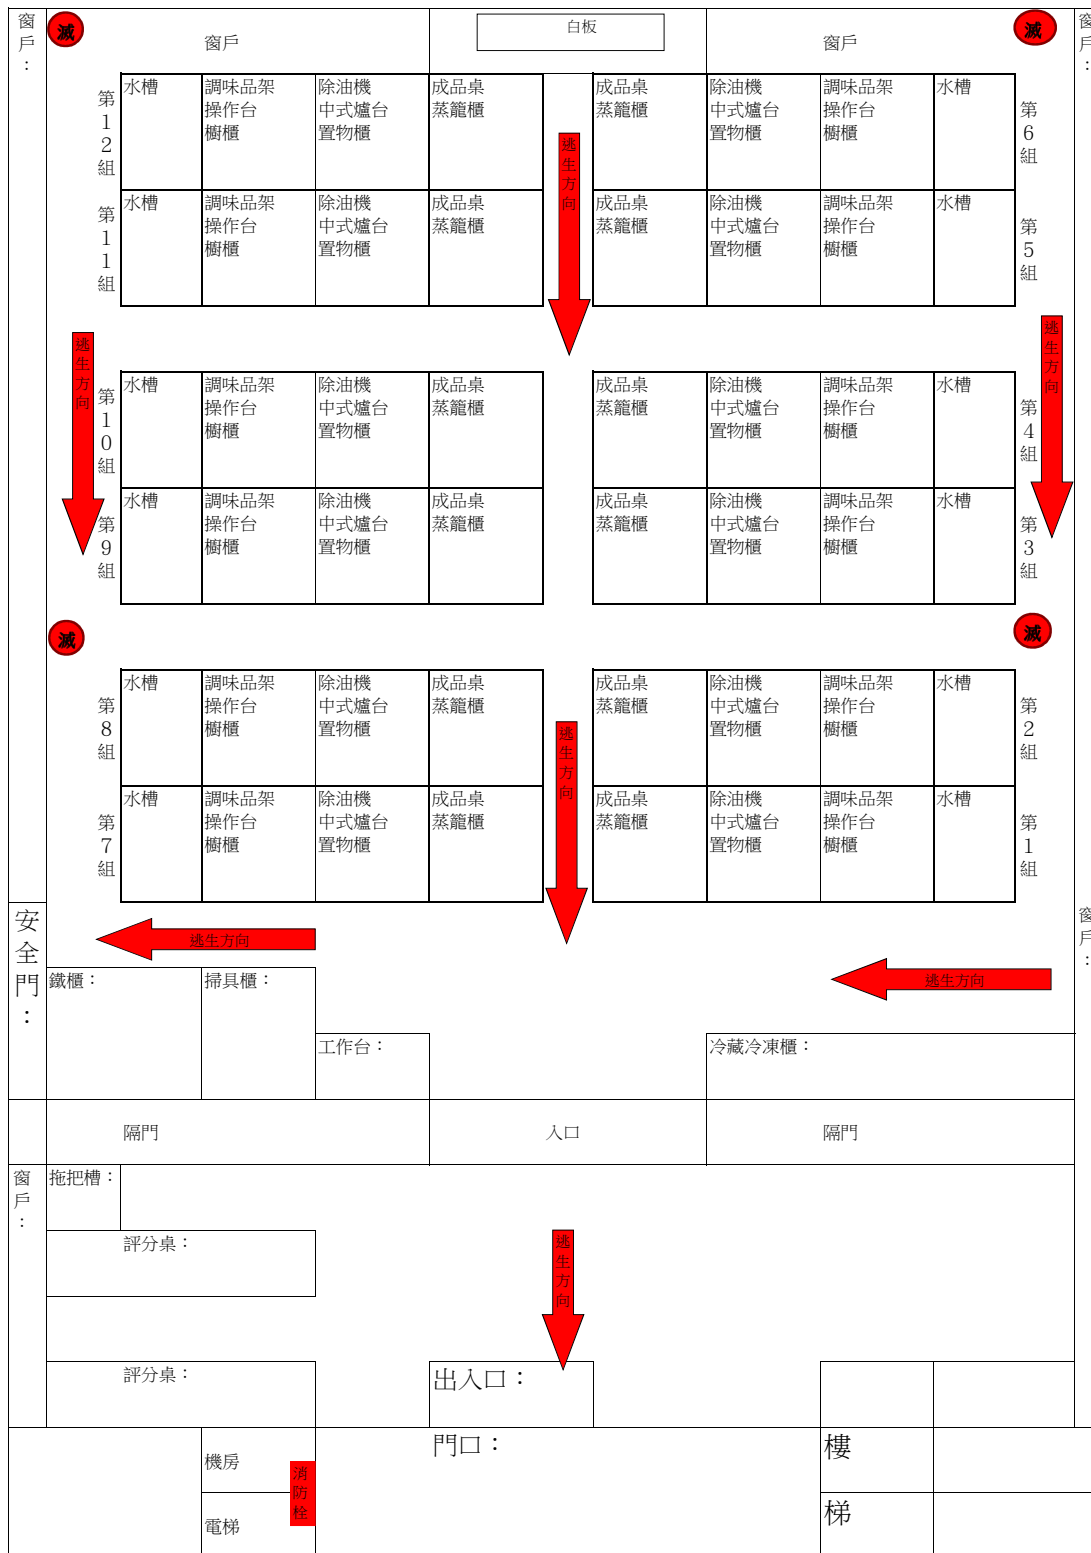 窗戶:
滅
窗戶
白板
窗戶
滅
窗戶:
第12組
水槽
調味品架
操作台
櫥櫃
除油機
中式爐台
置物櫃
成品桌
蒸籠櫃
逃生方向
成品桌
蒸籠櫃
除油機
中式爐台
置物櫃
調味品架
操作台
櫥櫃
水槽
第6組
第11組
水槽
調味品架
操作台
櫥櫃
除油機
中式爐台
置物櫃
成品桌
蒸籠櫃
成品桌
蒸籠櫃
除油機
中式爐台
置物櫃
調味品架
操作台
櫥櫃
水槽
第5組
逃生方向
逃生方向
第10組
水槽
調味品架
操作台
櫥櫃
除油機
中式爐台
置物櫃
成品桌
蒸籠櫃
成品桌
蒸籠櫃
除油機
中式爐台
置物櫃
調味品架
操作台
櫥櫃
水槽
第4組
第9組
水槽
調味品架
操作台
櫥櫃
除油機
中式爐台
置物櫃
成品桌
蒸籠櫃
成品桌
蒸籠櫃
除油機
中式爐台
置物櫃
調味品架
操作台
櫥櫃
水槽
第3組
滅
滅
第8組
水槽
調味品架
操作台
櫥櫃
除油機
中式爐台
置物櫃
成品桌
蒸籠櫃
逃生方向
成品桌
蒸籠櫃
除油機
中式爐台
置物櫃
調味品架
操作台
櫥櫃
水槽
第2組
第7組
水槽
調味品架
操作台
櫥櫃
除油機
中式爐台
置物櫃
成品桌
蒸籠櫃
成品桌
蒸籠櫃
除油機
中式爐台
置物櫃
調味品架
操作台
櫥櫃
水槽
第1組
安全門:
逃生方向
窗戶:
鐵櫃:
掃具櫃:
逃生方向
工作台:
冷藏冷凍櫃:
隔門
入口
隔門
窗戶:
拖把槽:
評分桌:
逃生方向
評分桌:
出入口:
機房
消防栓
門口:
樓
電梯
梯